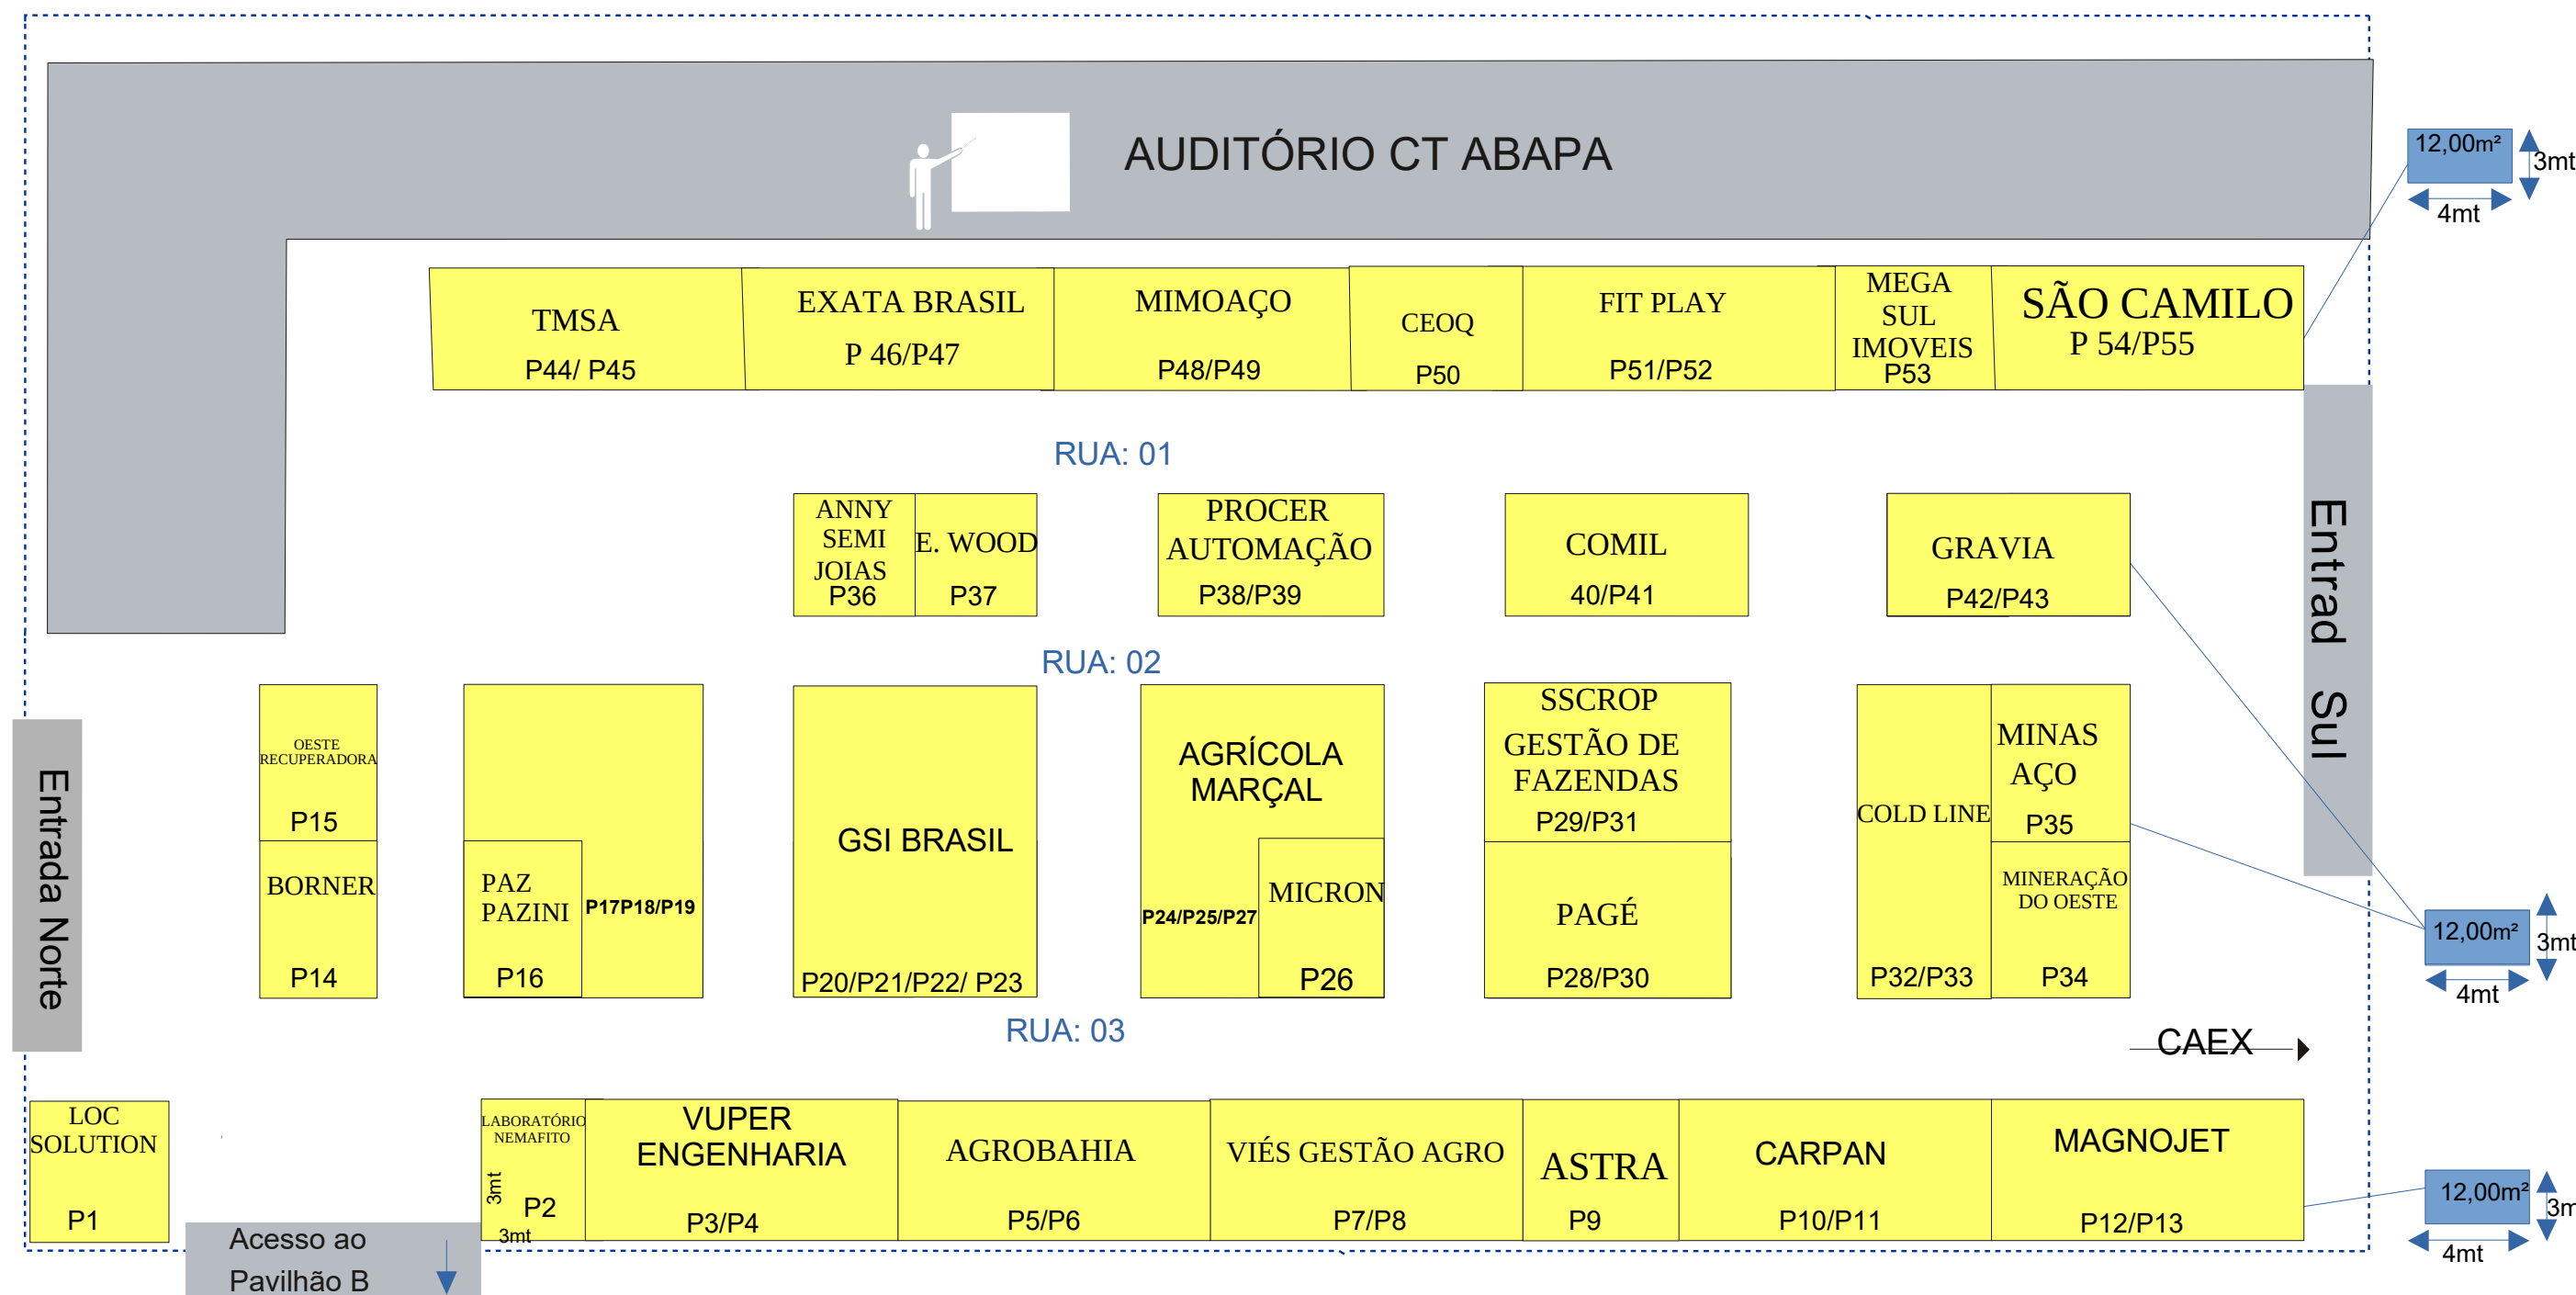 AUDITÓRIO CT ABAPA
12,00m²
3mt
4mt
TMSA
P44/ P45
EXATA BRASIL
P 46/P47
MIMOAÇO
P48/P49
CEOQ
P50
FIT PLAY
P51/P52
MEGA
SUL
IMOVEIS
P53
SÃO CAMILO
P 54/P55
RUA: 01
ANNY
SEMI
JOIAS
P36
E. WOOD
P37
PROCER
AUTOMAÇÃO
P38/P39
COMIL
40/P41
GRAVIA
P42/P43
Entrad Sul
RUA: 02
Entrada Norte
OESTE
RECUPERADORA
P15
BORNER
P14
PAZ
PAZINI
P16
P17P18/P19
GSI BRASIL
P20/P21/P22/ P23
AGRÍCOLA
MARÇAL
P24/P25/P27
MICRON
P26
SSCROP
GESTÃO DE
FAZENDAS
P29/P31
PAGÉ
P28/P30
COLD LINE
P32/P33
MINAS
AÇO
P35
MINERAÇÃO
DO OESTE
P34
12,00m²
3mt
4mt
RUA: 03
CAEX
LOC
SOLUTION
P1
LABORATÓRIO
NEMAFITO
3mt
P2
3mt
VUPER
ENGENHARIA
P3/P4
AGROBAHIA
P5/P6
VIÉS GESTÃO AGRO
P7/P8
ASTRA
P9
CARPAN
P10/P11
MAGNOJET
P12/P13
12,00m²
3m
4mt
Acesso ao
Pavilhão B